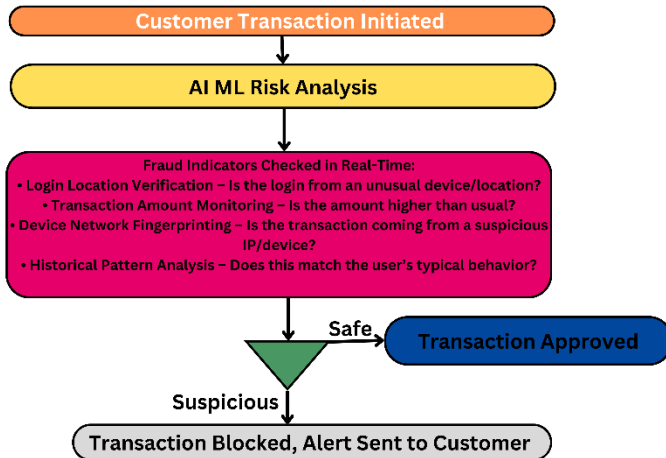 Customer Transaction Initiated
AI ML Risk Analysis
Fraud Indicators Checked in Real-Time:
• Login Location Verification – Is the login from an unusual device/location?
• Transaction Amount Monitoring – Is the amount higher than usual?
• Device Network Fingerprinting – Is the transaction coming from a suspicious
IP/device?
• Historical Pattern Analysis – Does this match the user's typical behavior?
Safe
Transaction Approved
Suspicious
Transaction Blocked, Alert Sent to Customer